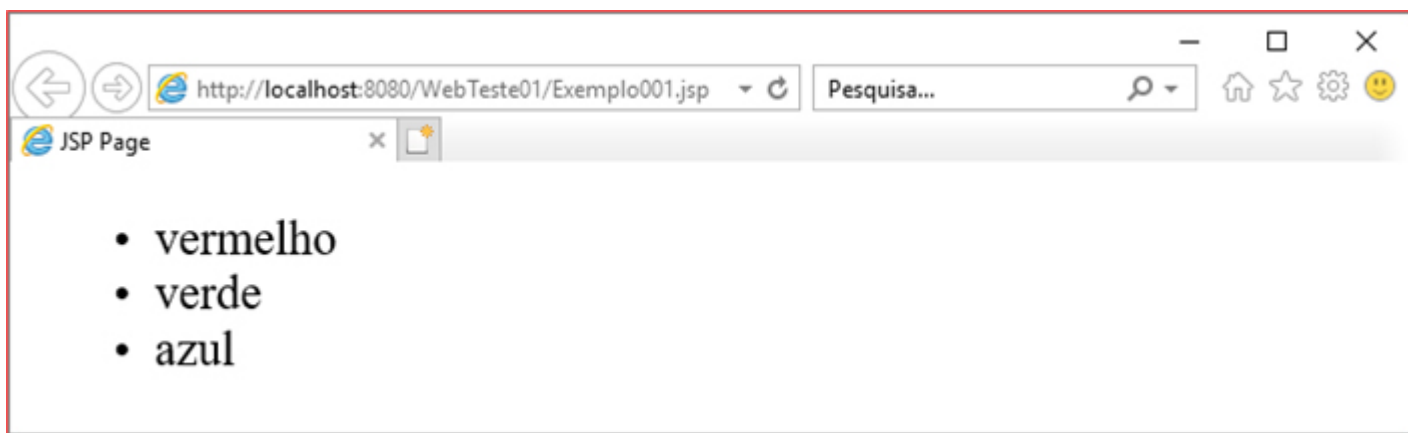 http://localhost:8080/WebTeste01/Exemplo001.jsp Pesquisa...
JSP Page
• vermelho
• verde
• azul